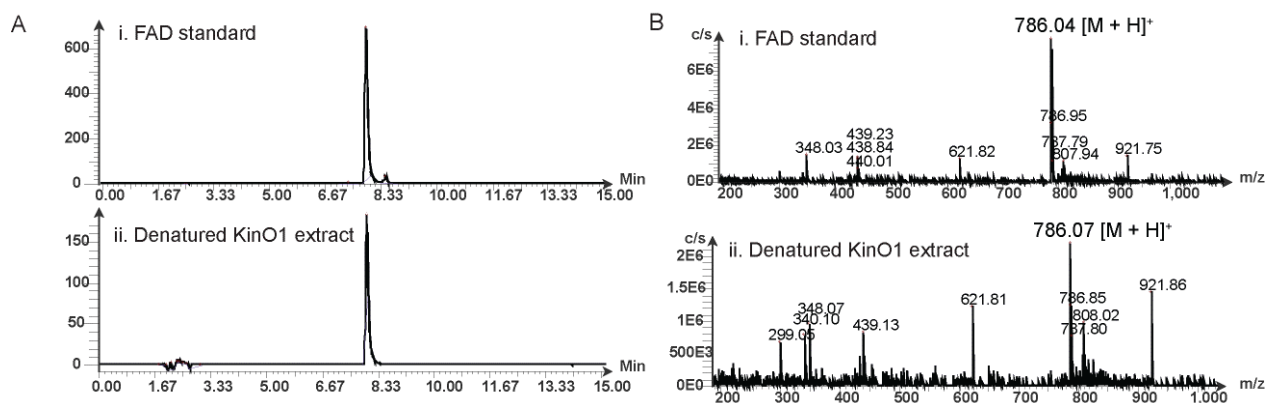 A
i. FAD standard
600
400
200
0
0.00 1.67 3.33 5.00 6.67 8.33 10.00 11.67 13.33 15.00
Min
ii. Denatured KinO1 extract
150
100
50
0
0.00 1.67 3.33 5.00 6.67 8.33 10.00 11.67 13.33 15.00
Min
B
786.04 [M + H]+
c/s
i. FAD standard
6E6
4E6
2E6
0E0
348.03
439.23
438.84
440.01
621.82
786.95
787.79
807.94
921.75
200 300 400 500 600 700 800 900 1,000
m/z
786.07 [M + H]+
c/s
ii. Denatured KinO1 extract
2E6
1.5E6
1E6
500E3
0E0
299.05
348.07
340.10
439.13
621.81
786.85
808.02
787.80
921.86
200 300 400 500 600 700 800 900 1,000
m/z